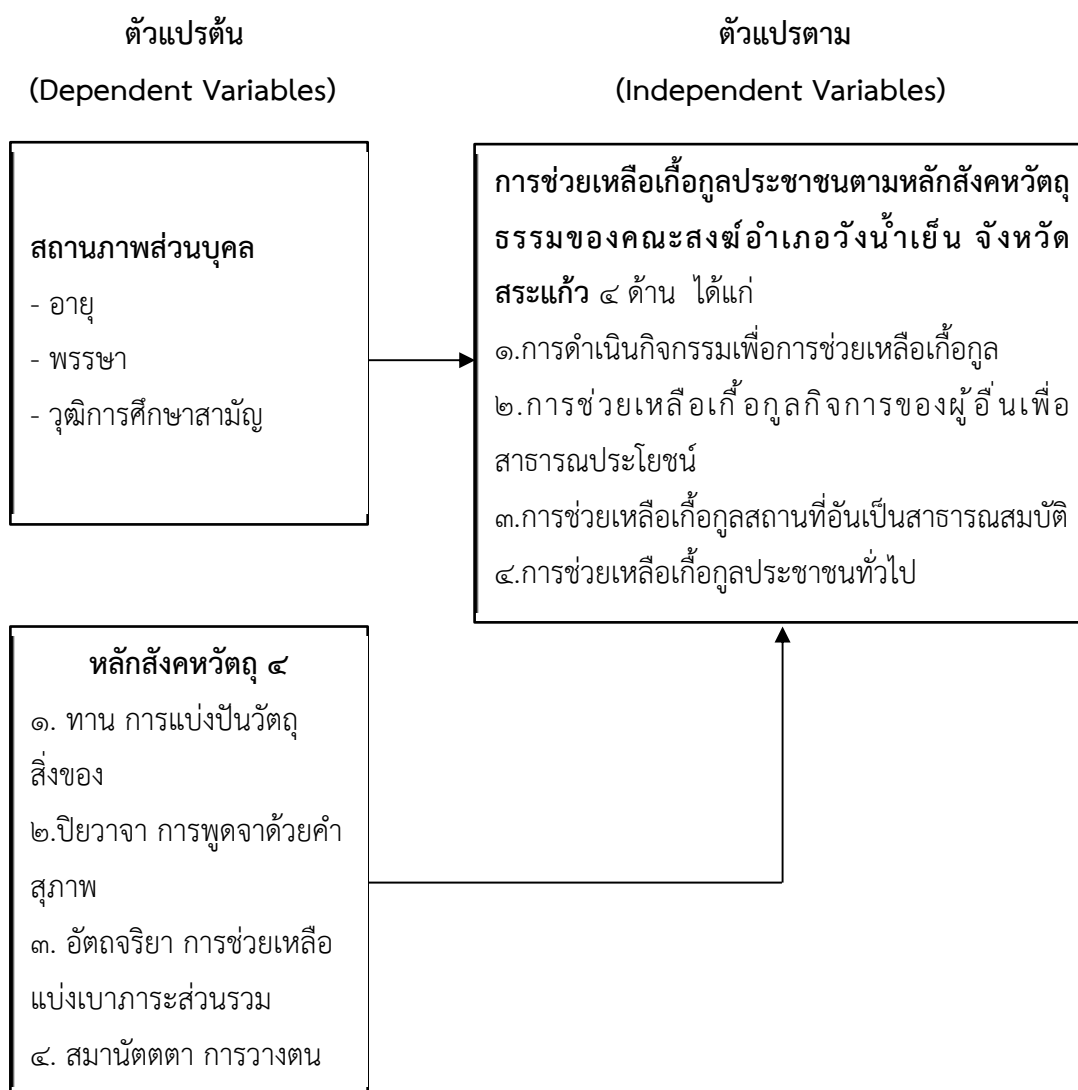 ตัวแปรต้น
(Dependent Variables)
ตัวแปรตาม
(Independent Variables)
สถานภาพส่วนบุคล
- อายุ
- พรรษา
- วุฒิการศึกษาสามัญ
การช่วยเหลือเกื้อกูลประชาชนตามหลักสังคหวัตถุ
ธรรมของคณะสงฆ์อำเภอวังน้ำเย็น จังหวัด
สระแก้ว ๔ ด้าน ได้แก่
๑.การดำเนินกิจกรรมเพื่อการช่วยเหลือเกื้อกูล
๒.การช่วยเหลือเกื้อกูลกิจการของผู้อื่นเพื่อ
สาธารณประโยชน์
๓.การช่วยเหลือเกื้อกูลสถานที่อันเป็นสาธารณสมบัติ
๔.การช่วยเหลือเกื้อกูลประชาชนทั่วไป
หลักสังคหวัตถุ ๔
๑. ทาน การแบ่งปันวัตถุ
สิ่งของ
๒.ปิยวาจา การพูดจาด้วยคำ
สุภาพ
๓. อัตถจริยา การช่วยเหลือ
แบ่งเบาภาระส่วนรวม
๔. สมานัตตตา การวางตน